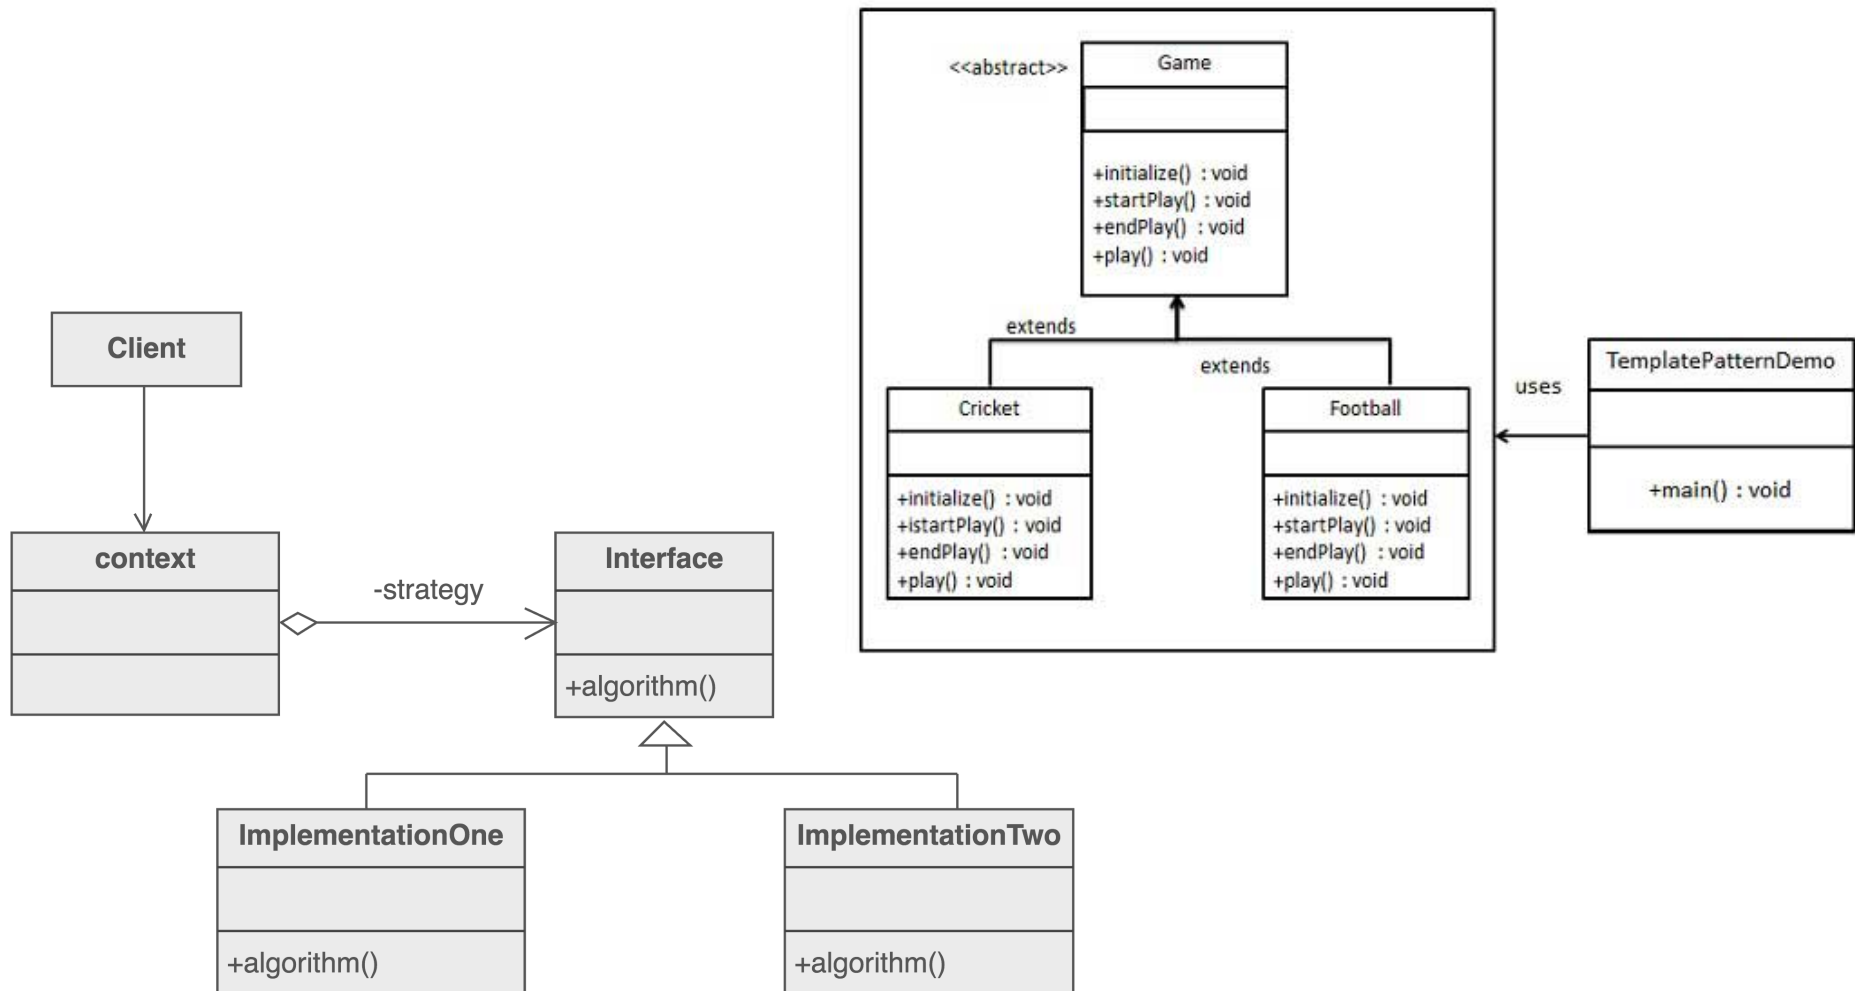 Client
context
-strategy
Interface
+algorithm()
ImplementationOne
+algorithm()
ImplementationTwo
+algorithm()
<<abstract>>
Game
+initialize() : void
+startPlay() : void
+endPlay() : void
+play() : void
extends
extends
Cricket
+initialize() : void
+istartPlay() : void
+endPlay() : void
+play() : void
Football
+initialize() : void
+startPlay() : void
+endPlay() : void
+play() : void
uses
TemplatePatternDemo
+main() : void